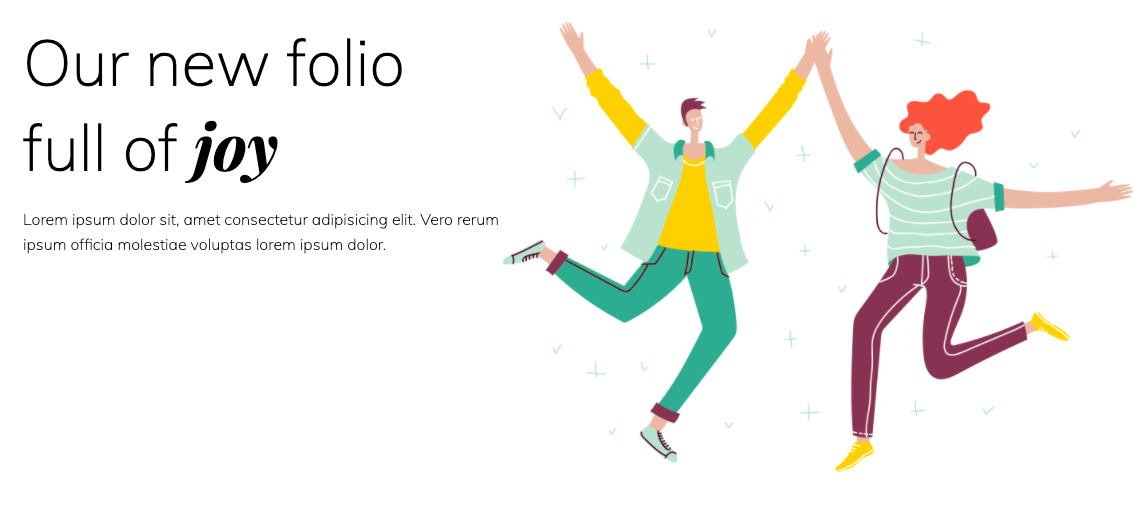 Our new folio
full of joy
Lorem ipsum dolor sit, amet consectetur adipisicing elit. Vero rerum
ipsum officia molestiae voluptas lorem ipsum dolor.